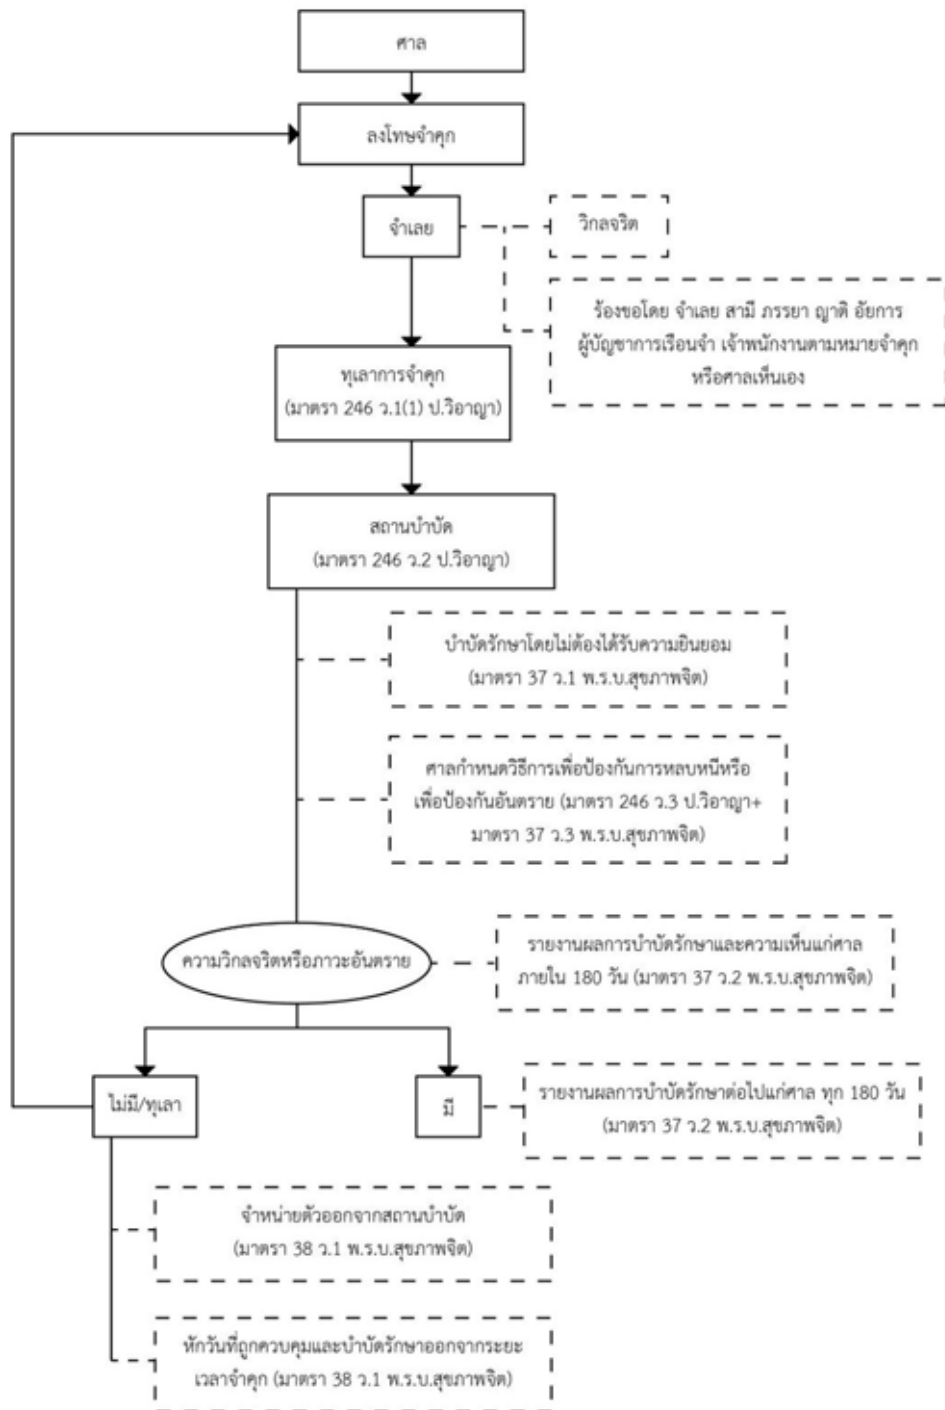 ศาล
ลงโทษจำคุก
จำเลย
วิกลจริต
ร้องขอโดย จำเลย สามี ภรรยา ญาติ อัยการ
ผู้บัญชาการเรือนจำ เจ้าพนักงานตามหมายจำคุก
หรือศาลเห็นเอง
ทุเลาการจำคุก
(มาตรา 246 ว.1(1) ป.วิอาญา)
สถานบำบัด
(มาตรา 246 ว.2 ป.วิอาญา)
บำบัดรักษาโดยไม่ต้องได้รับความยินยอม
(มาตรา 37 ว.1 พ.ร.บ.สุขภาพจิต)
ศาลกำหนดวิธีการเพื่อป้องกันการหลบหนีหรือ
เพื่อป้องกันอันตราย (มาตรา 246 ว.3 ป.วิอาญา+
มาตรา 37 ว.3 พ.ร.บ.สุขภาพจิต)
ความวิกลจริตหรือภาวะอันตราย
รายงานผลการบำบัดรักษาและความเห็นแก่ศาล
ภายใน 180 วัน (มาตรา 37 ว.2 พ.ร.บ.สุขภาพจิต)
ไม่มี/ทุเลา
มี
รายงานผลการบำบัดรักษาต่อไปแก่ศาล ทุก 180 วัน
(มาตรา 37 ว.2 พ.ร.บ.สุขภาพจิต)
จำหน่ายตัวออกจากสถานบำบัด
(มาตรา 38 ว.1 พ.ร.บ.สุขภาพจิต)
หักวันที่ถูกควบคุมและบำบัดรักษาออกจากระยะ
เวลาจำคุก (มาตรา 38 ว.1 พ.ร.บ.สุขภาพจิต)